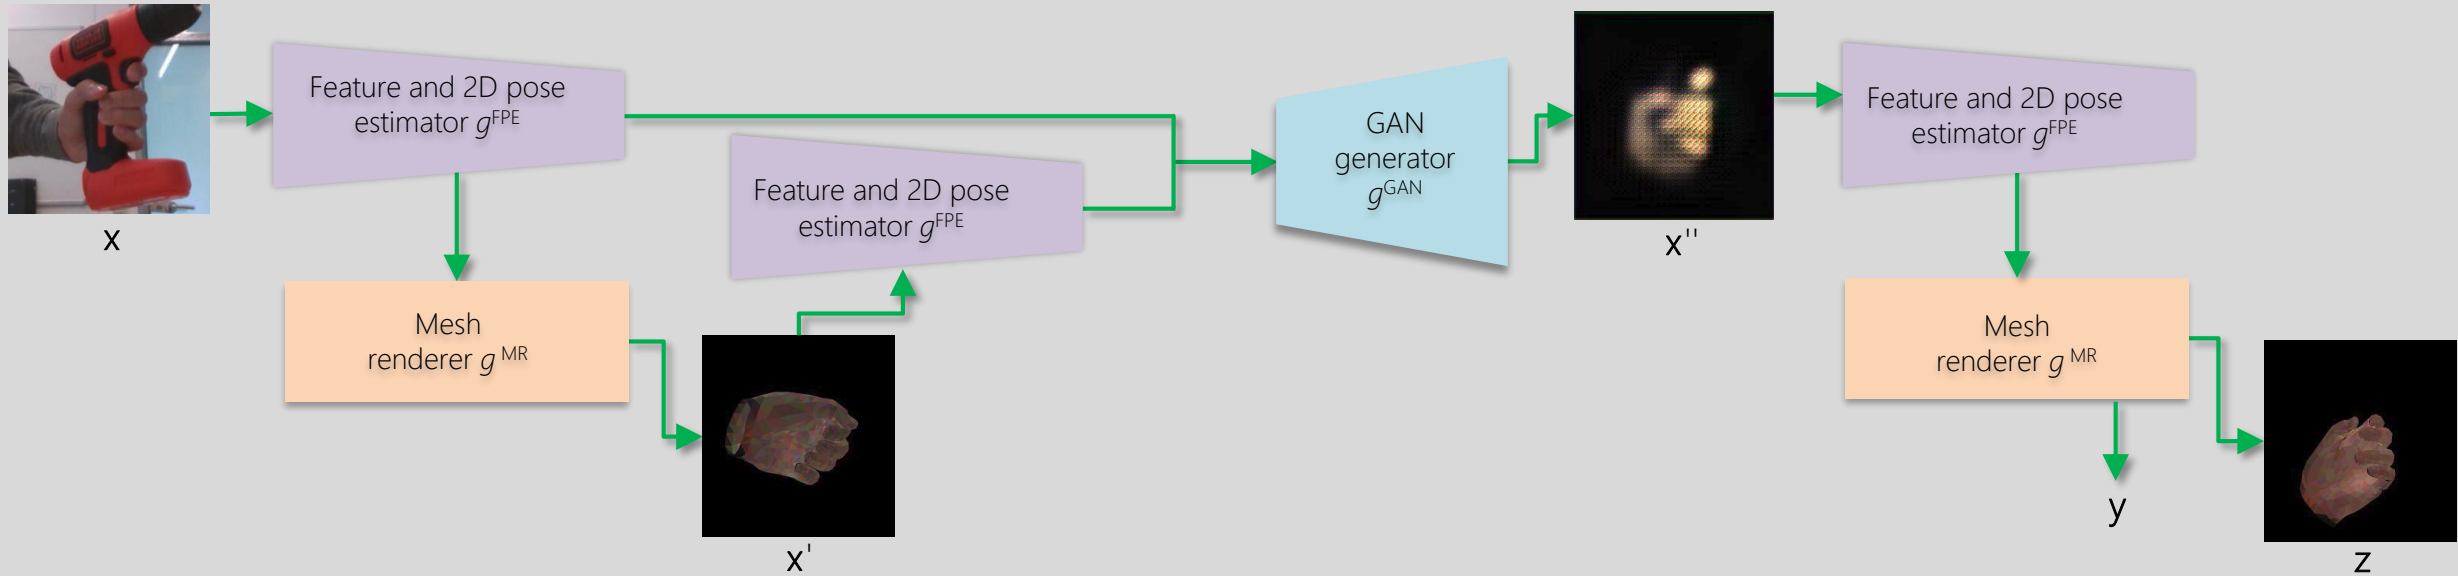 x
Feature and 2D pose
estimator g^FPE
Mesh
renderer g^MR
x'
Feature and 2D pose
estimator g^FPE
GAN
generator
g^GAN
x''
Feature and 2D pose
estimator g^FPE
Mesh
renderer g^MR
y
z